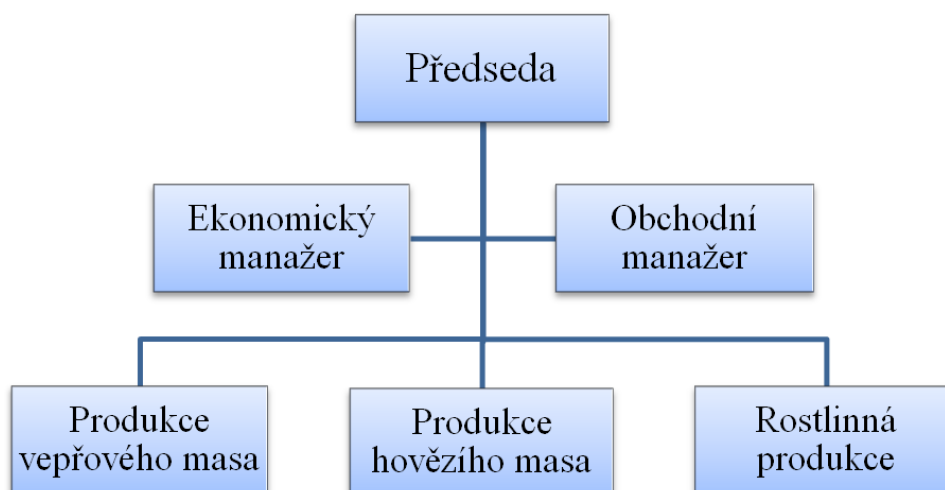 Předseda
Ekonomický
manažer
Obchodní
manažer
Produkce
vepřového masa
Produkce
hovězího masa
Rostlinná
produkce